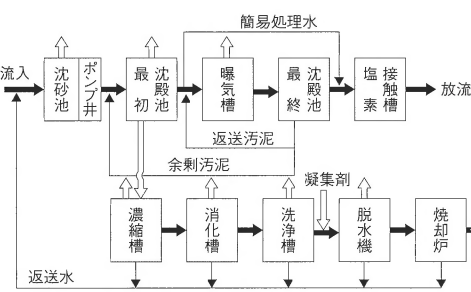 簡易処理水
流入
沈砂池
ポンプ井
最初
沈殿池
曝気槽
最終
沈殿池
塩素
接触槽
放流
返送汚泥
余剰汚泥
凝集剤
濃縮槽
消化槽
洗浄槽
脱水機
焼却炉
返送水